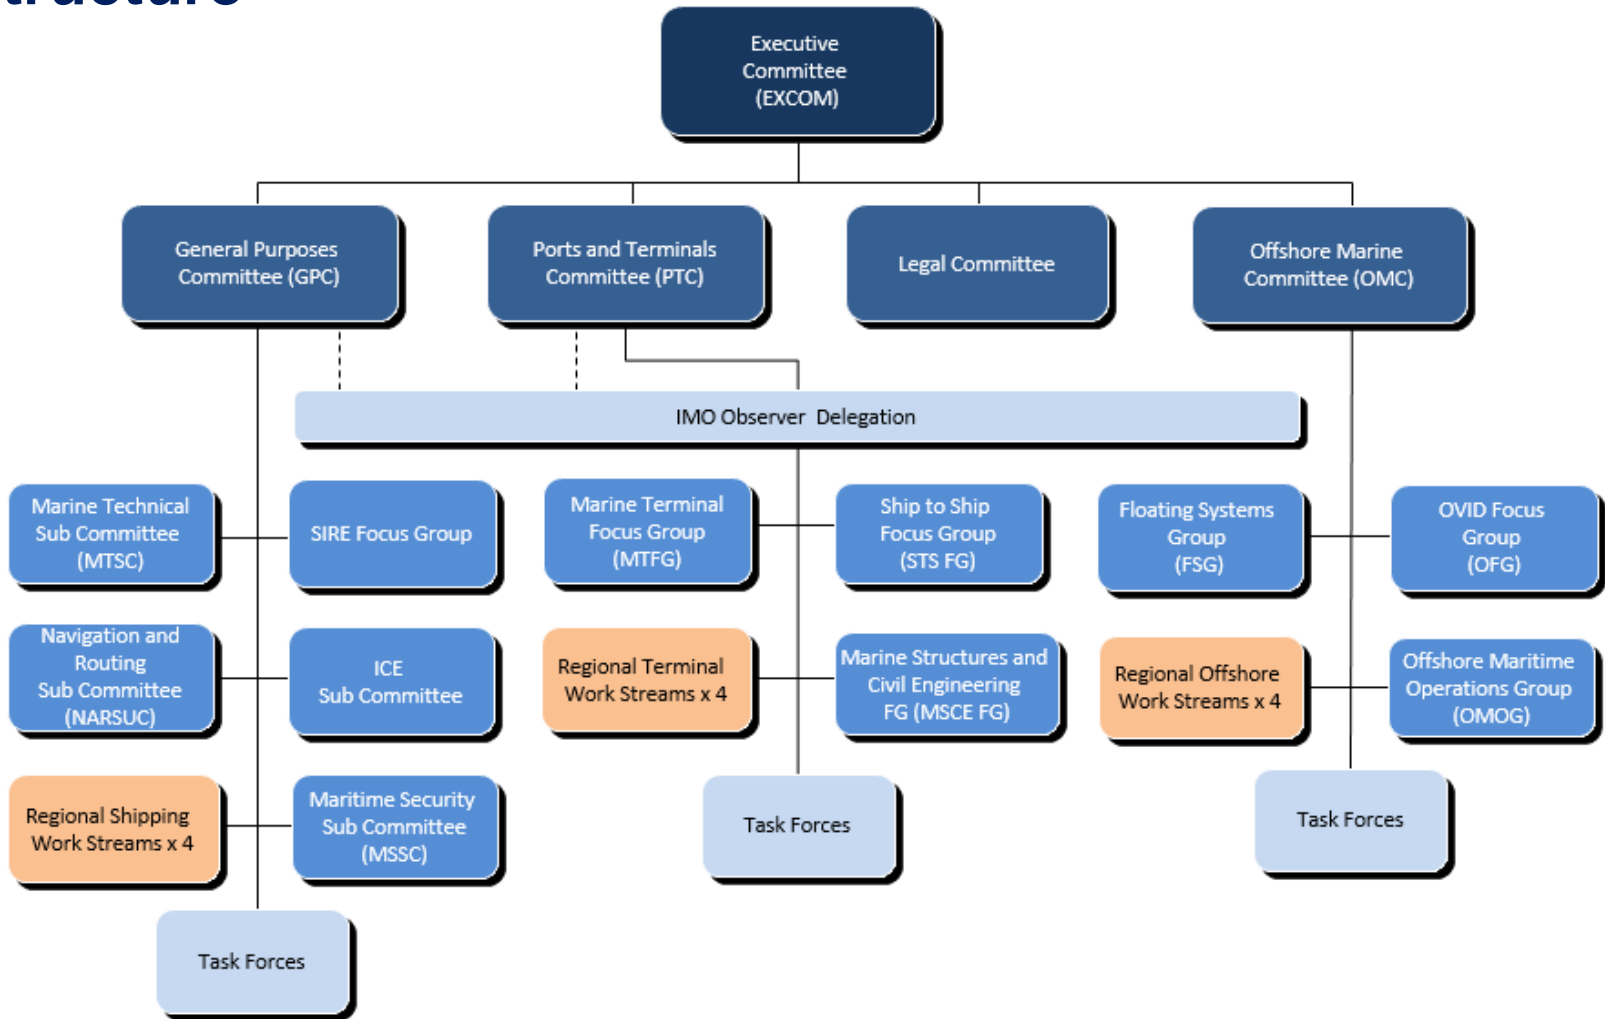 Executive
Committee
(EXCOM)
General Purposes
Committee (GPC)
Ports and Terminals
Committee (PTC)
Legal Committee
Offshore Marine
Committee (OMC)
IMO Observer Delegation
Marine Technical
Sub Committee
(MTSC)
SIRE Focus Group
Marine Terminal
Focus Group
(MTFG)
Ship to Ship
Focus Group
(STS FG)
Floating Systems
Group
(FSG)
OVID Focus
Group
(OFG)
Navigation and
Routing
Sub Committee
(NARSUC)
ICE
Sub Committee
Regional Terminal
Work Streams x 4
Marine Structures and
Civil Engineering
FG (MSCE FG)
Regional Offshore
Work Streams x 4
Offshore Maritime
Operations Group
(OMOG)
Regional Shipping
Work Streams x 4
Maritime Security
Sub Committee
(MSSC)
Task Forces
Task Forces
Task Forces